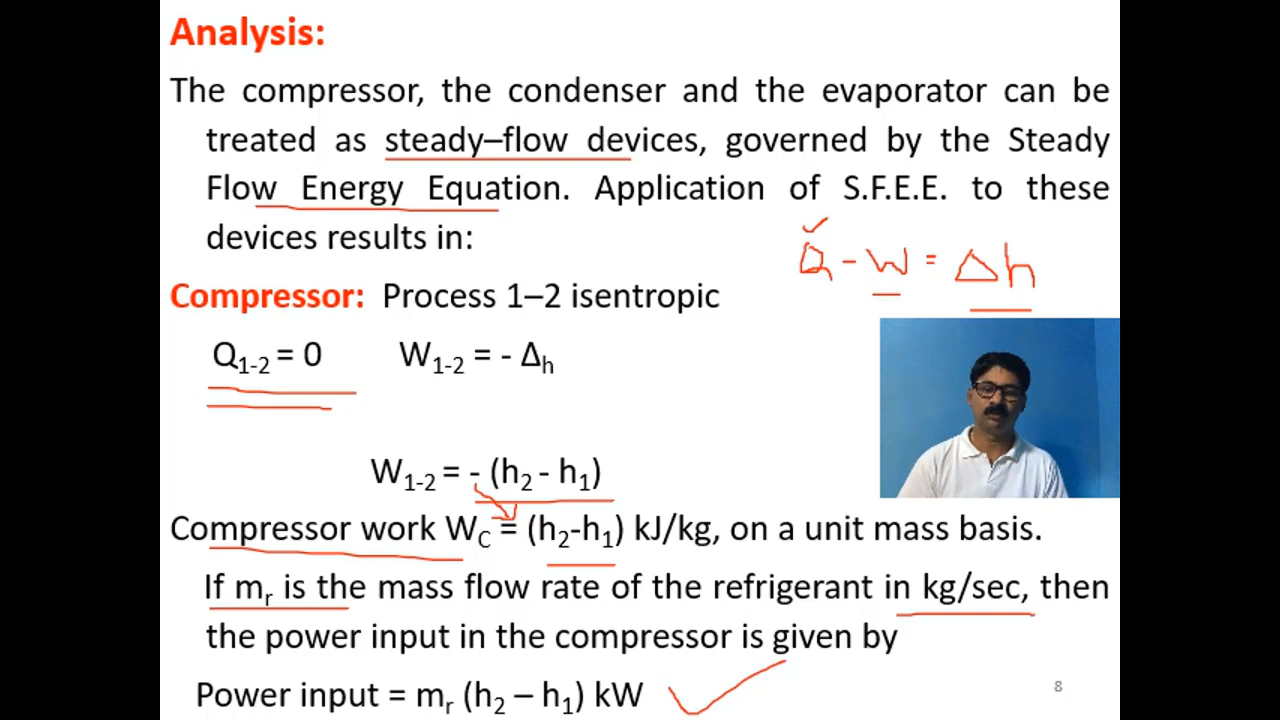 Analysis:
The compressor, the condenser and the evaporator can be
treated as steady–flow devices, governed by the Steady
Flow Energy Equation. Application of S.F.E.E. to these
devices results in:
Q - W = Δh
Compressor: Process 1–2 isentropic
Q1-2 = 0 W1-2 = - Δh
W1-2 = - (h2 - h1)
Compressor work WC = (h2-h1) kJ/kg, on a unit mass basis.
If mr is the mass flow rate of the refrigerant in kg/sec, then
the power input in the compressor is given by
Power input = mr (h2 – h1) kW
8